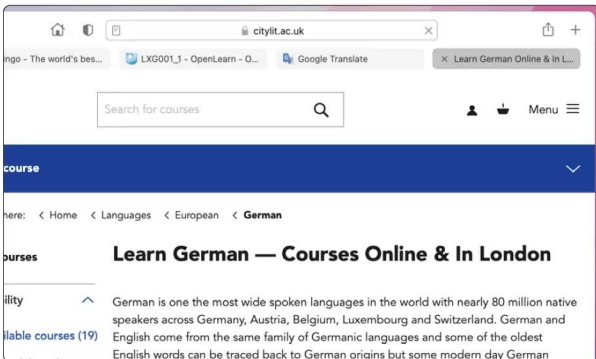 citylit.ac.uk
ingo - The world's bes...
LXG001_1 - OpenLearn - O...
Google Translate
Learn German Online & In L...
Search for courses
Menu
course
here: < Home < Languages < European < German
ourses
Learn German — Courses Online & In London
ility
German is one the most wide spoken languages in the world with nearly 80 million native
ilable courses (19)
speakers across Germany, Austria, Belgium, Luxembourg and Switzerland. German and
English come from the same family of Germanic languages and some of the oldest
English words can be traced back to German origins but some modern day German